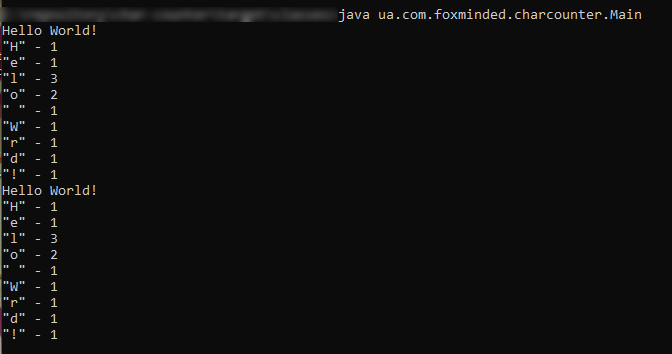 java ua.com.foxminded.charcounter.Main
Hello World!
"H" - 1
"e" - 1
"l" - 3
"o" - 2
" " - 1
"W" - 1
"r" - 1
"d" - 1
"!" - 1
Hello World!
"H" - 1
"e" - 1
"l" - 3
"o" - 2
" " - 1
"W" - 1
"r" - 1
"d" - 1
"!" - 1